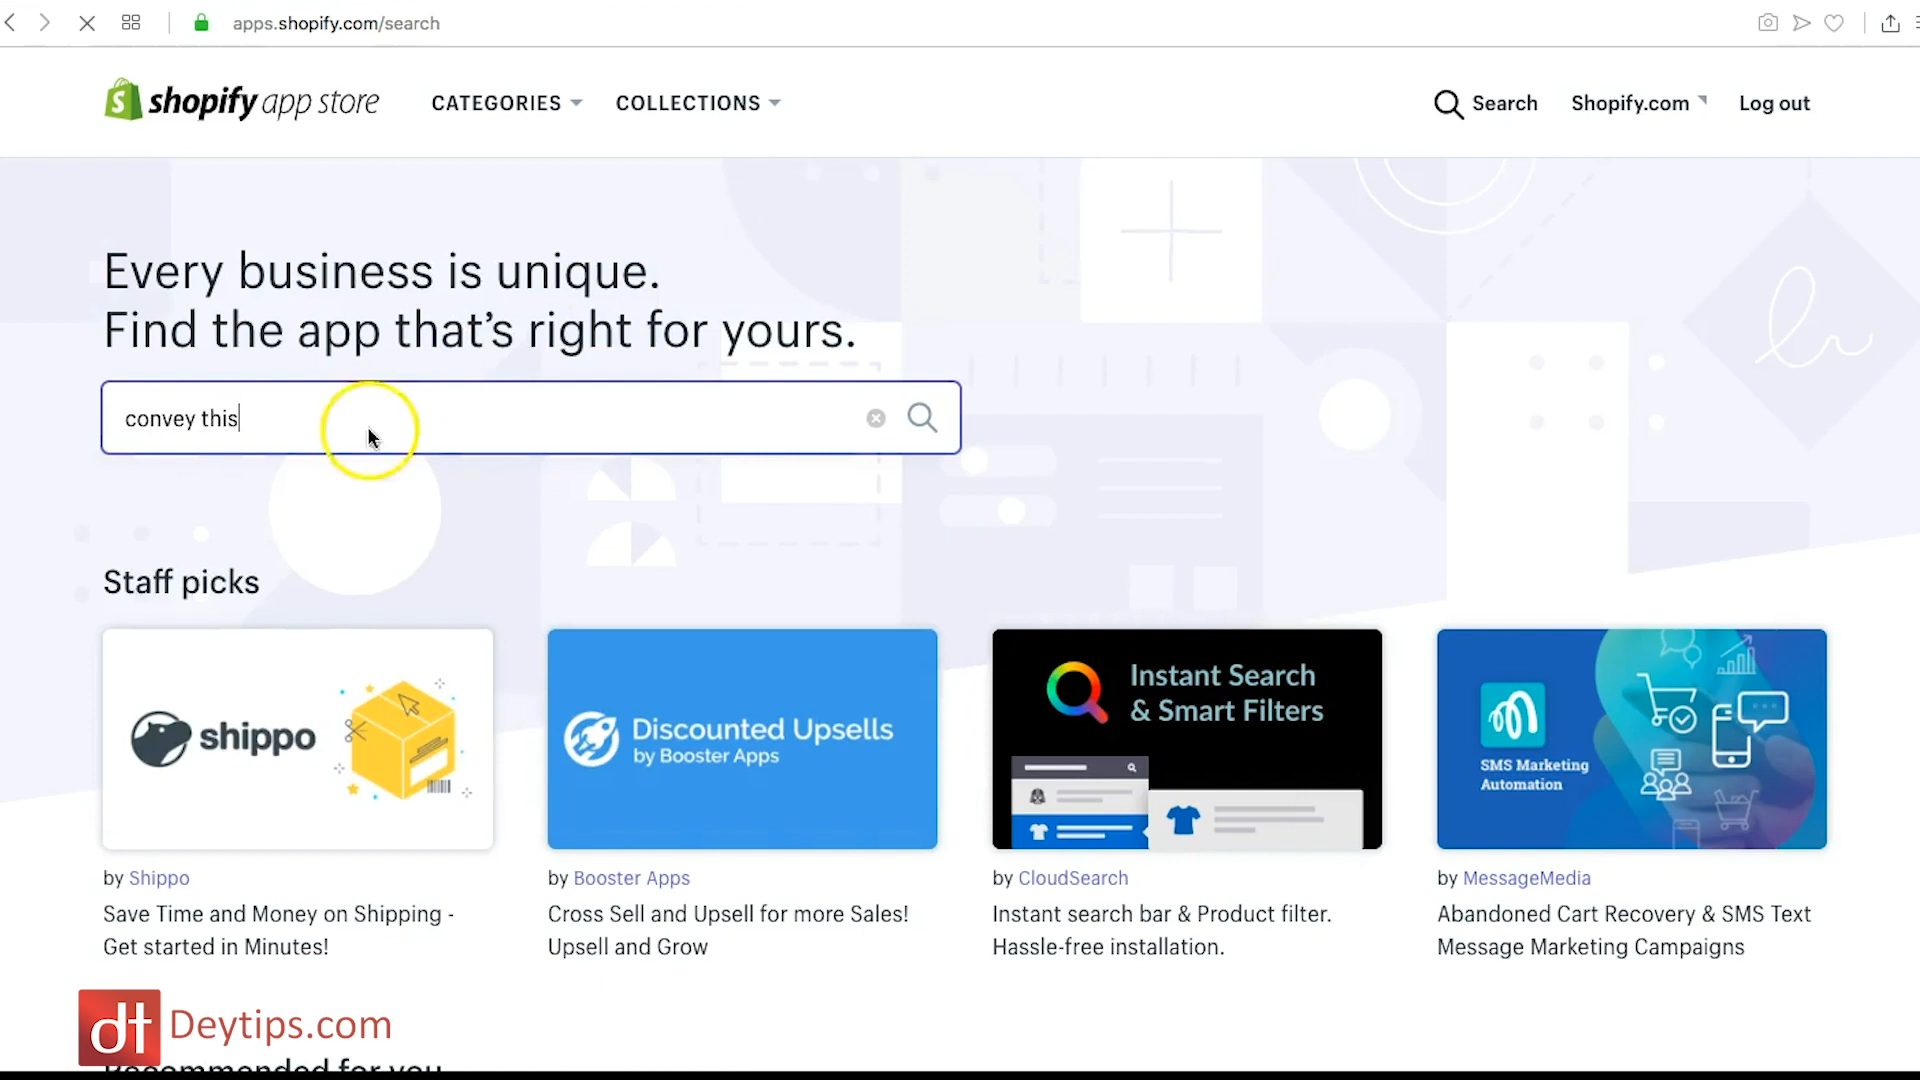 apps.shopify.com/search
shopify app store
CATEGORIES
COLLECTIONS
Search
Shopify.com
Log out
Every business is unique.
Find the app that’s right for yours.
convey this
Staff picks
shippo
Discounted Upsells
by Booster Apps
Instant Search
& Smart Filters
SMS Marketing
Automation
by Shippo
Save Time and Money on Shipping -
Get started in Minutes!
by Booster Apps
Cross Sell and Upsell for more Sales!
Upsell and Grow
by CloudSearch
Instant search bar & Product filter.
Hassle-free installation.
by MessageMedia
Abandoned Cart Recovery & SMS Text
Message Marketing Campaigns
dt Deytips.com
Recommended for you